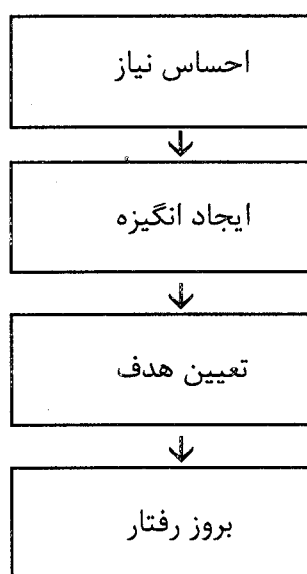 احساس نیاز
ایجاد انگیزه
تعیین هدف
بروز رفتار